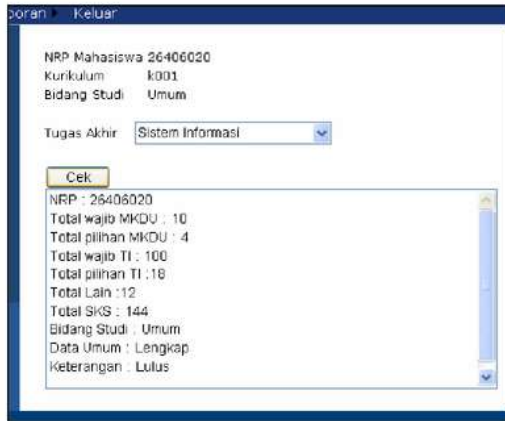 poran Keluar
NRP Mahasiswa 26406020
Kurikulum k001
Bidang Studi Umum
Tugas Akhir Sistem Informasi
Cek
NRP : 26406020
Total wajib MKDU : 10
Total pilihan MKDU : 4
Total wajib TI : 100
Total pilihan TI :18
Total Lain :12
Total SKS : 144
Bidang Studi : Umum
Data Umum : Lengkap
Keterangan : Lulus